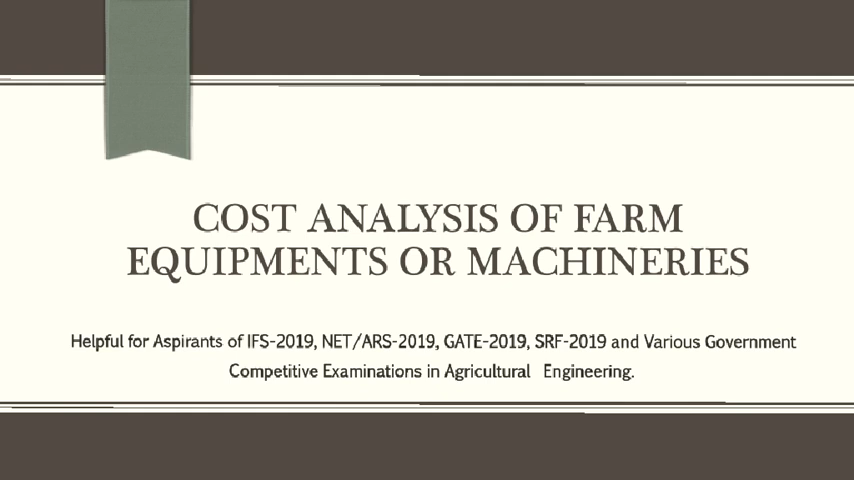 COST ANALYSIS OF FARM
EQUIPMENTS OR MACHINERIES
Helpful for Aspirants of IFS-2019, NET/ARS-2019, GATE-2019, SRF-2019 and Various Government
Competitive Examinations in Agricultural Engineering.